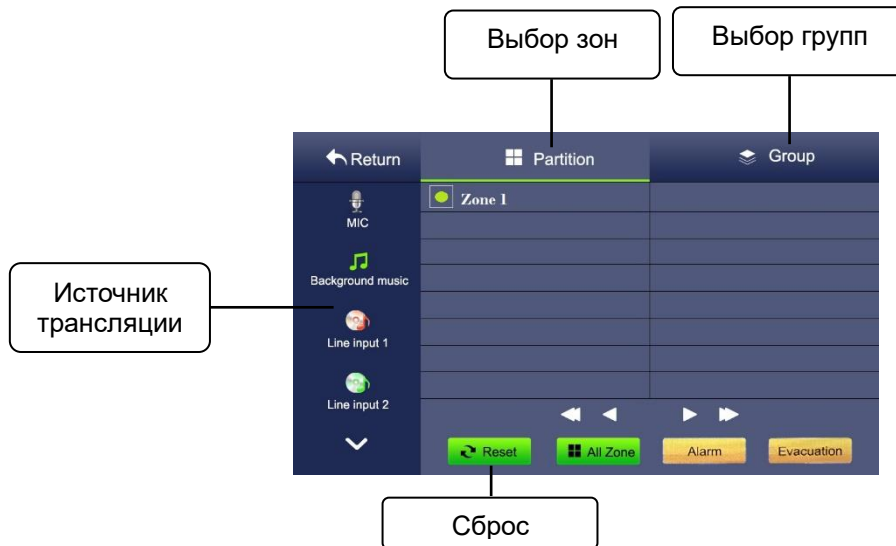 Выбор зон
Выбор групп
Return
Partition
Group
MIC
Zone 1
Background music
Источник
трансляции
Line input 1
Line input 2
Reset
All Zone
Alarm
Evacuation
Сброс